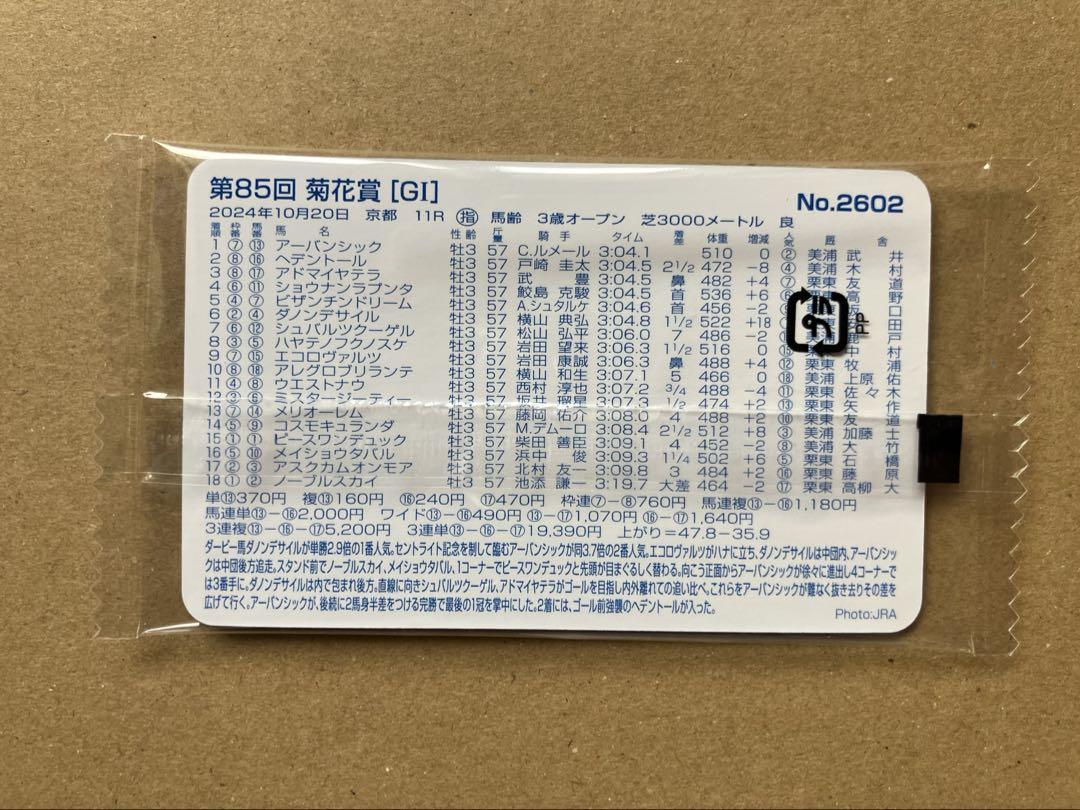 第85回 菊花賞 [GI]
No.2602
2024年10月20日 京都 11R ㊩ 馬齢 3歳オープン 芝3000メートル 良
着順 枠番 馬番 馬名 性齢 斤量 騎手 タイム 着差 体重 増減 人気 厩舎
1 ⑦ ⑬ アーバンシック 牡3 57 C.ルメール 3:04.1 510 0 ② 美浦 武井
2 ⑧ ⑯ ヘデントール 牡3 57 戸崎 圭太 3:04.5 2 1/2 472 -8 ④ 美浦 木村
3 ⑧ ⑰ アドマイヤテラ 牡3 57 武 豊 3:04.5 鼻 482 +4 ⑦ 栗東 友道
4 ⑥ ⑪ ショウナンラプンタ 牡3 57 鮫島 克駿 3:04.5 首 536 +6 栗東 高野
5 ④ ⑦ ビザンチンドリーム 牡3 57 A.シュタルケ 3:04.6 首 456 -2 口
6 ② ④ ダノンデサイル 牡3 57 横山 典弘 3:04.8 1 1/2 522 +18 田
7 ⑥ ⑫ シュバルツクーゲル 牡3 57 松山 弘平 3:06.0 7 486 -2 戸
8 ③ ⑤ ハヤテノフクノスケ 牡3 57 岩田 望来 3:06.3 1 1/2 516 0 村
9 ⑦ ⑮ エコロヴァルツ 牡3 57 岩田 康誠 3:06.3 鼻 488 +4 ⑫ 栗東 牧浦
10 ⑧ ⑱ アレグロブリランテ 牡3 57 横山 和生 3:07.1 5 466 0 ⑱ 美浦 上原佑
11 ④ ⑧ ウエストナウ 牡3 57 西村 淳也 3:07.2 3/4 488 -4 ⑪ 栗東 佐々木
12 ③ ⑥ ミスタージーティー 牡3 57 坂井 瑠星 3:07.3 1/2 474 +2 ⑬ 栗東 矢作
13 ⑦ ⑭ メリオーレム 牡3 57 藤岡 佑介 3:08.0 4 488 +2 ⑩ 栗東 友道
14 ⑤ ⑨ コスモキュランダ 牡3 57 M.デムーロ 3:08.4 2 1/2 512 +8 ③ 美浦 加藤士
15 ① ① ピースワンデュック 牡3 57 柴田 善臣 3:09.1 4 452 -2 ⑧ 美浦 大竹
16 ⑤ ⑩ メイショウタバル 牡3 57 浜中 俊 3:09.3 1 1/4 502 +6 ⑤ 栗東 石橋
17 ② ③ アスクカムオンモア 牡3 57 北村 友一 3:09.8 3 484 +2 ⑯ 栗東 藤原
18 ① ② ノーブルスカイ 牡3 57 池添 謙一 3:19.7 大差 464 -2 ⑰ 栗東 高柳大
単⑬370円 複⑬160円 ⑯240円 ⑰470円 枠連⑦-⑧760円 馬連複⑬-⑯1,180円
馬連単⑬-⑯2,000円 ワイド⑬-⑯490円 ⑬-⑰1,070円 ⑯-⑰1,640円
3連複⑬-⑯-⑰5,200円 3連単⑬-⑯-⑰19,390円 上がり=47.8-35.9
ダービー馬ダノンデサイルが単勝2.9倍の1番人気。セントライト記念を制して臨むアーバンシックが同3.7倍の2番人気。エコロヴァルツがハナに立ち、ダノンデサイルは中団内、アーバンシッ
クは中団後方追走。スタンド前でノーブルスカイ、メイショウタバル、1コーナーでピースワンデュックと先頭が目まぐるしく替わる。向こう正面からアーバンシックが徐々に進出し4コーナーで
は3番手に。ダノンデサイルは内で包まれ後方。直線に向きシュバルツクーゲル、アドマイヤテラがゴールを目指し内外離れての追い比べ。これらをアーバンシックが難なく抜き去りその差を
広げて行く。アーバンシックが、後続に2馬身半差をつける完勝で最後の1冠を掌中にした。2着には、ゴール前強襲のヘデントールが入った。
Photo:JRA
プラ
PP